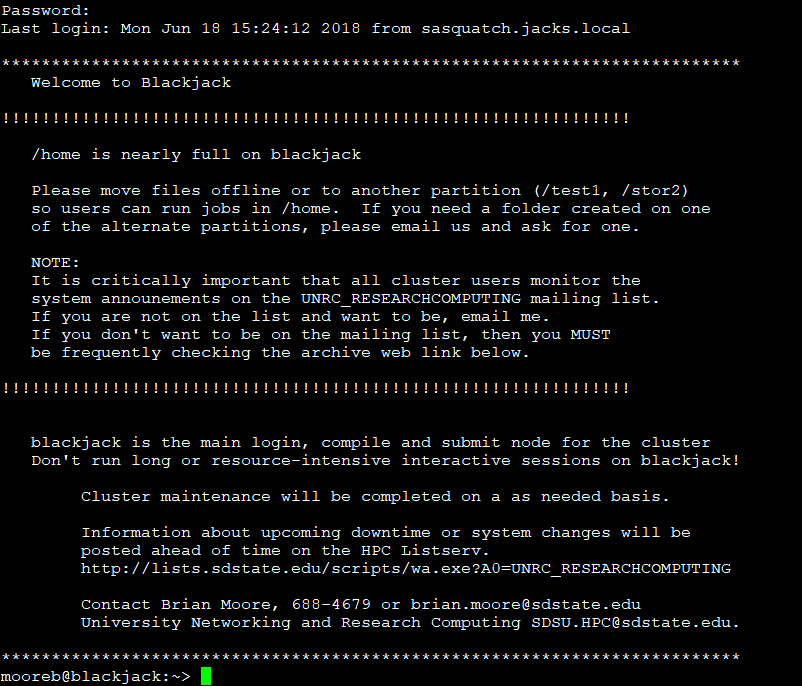 Password:
Last login: Mon Jun 18 15:24:12 2018 from sasquatch.jacks.local
**************************************************************************
Welcome to Blackjack
!!!!!!!!!!!!!!!!!!!!!!!!!!!!!!!!!!!!!!!!!!!!!!!!!!!!!!!!!!!!!!!
/home is nearly full on blackjack
Please move files offline or to another partition (/test1, /stor2)
so users can run jobs in /home.  If you need a folder created on one
of the alternate partitions, please email us and ask for one.
NOTE:
It is critically important that all cluster users monitor the
system announements on the UNRC_RESEARCHCOMPUTING mailing list.
If you are not on the list and want to be, email me.
If you don't want to be on the mailing list, then you MUST
be frequently checking the archive web link below.
!!!!!!!!!!!!!!!!!!!!!!!!!!!!!!!!!!!!!!!!!!!!!!!!!!!!!!!!!!!!!!!
blackjack is the main login, compile and submit node for the cluster
Don't run long or resource-intensive interactive sessions on blackjack!
Cluster maintenance will be completed on a as needed basis.
Information about upcoming downtime or system changes will be
posted ahead of time on the HPC Listserv.
http://lists.sdstate.edu/scripts/wa.exe?A0=UNRC_RESEARCHCOMPUTING
Contact Brian Moore, 688-4679 or brian.moore@sdstate.edu
University Networking and Research Computing SDSU.HPC@sdstate.edu.
**************************************************************************
mooreb@blackjack:~>